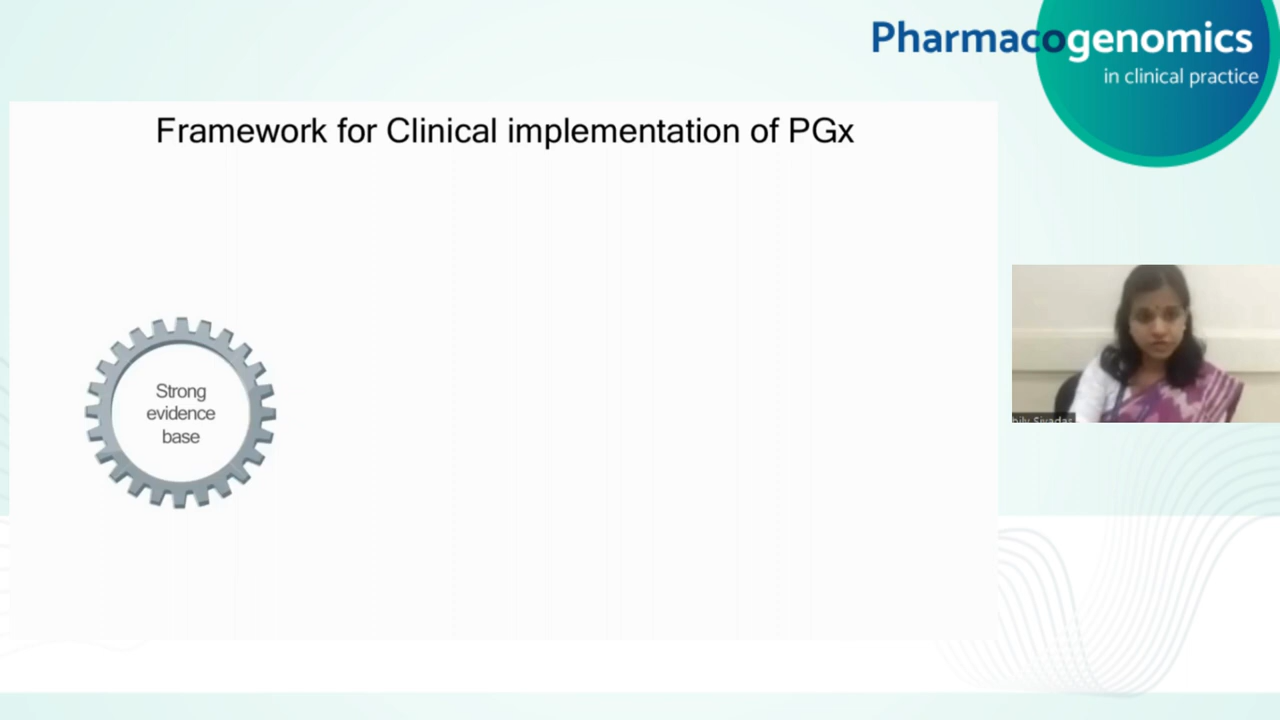 Pharmacogenomics
in clinical practice
Framework for Clinical implementation of PGx
Strong
evidence
base